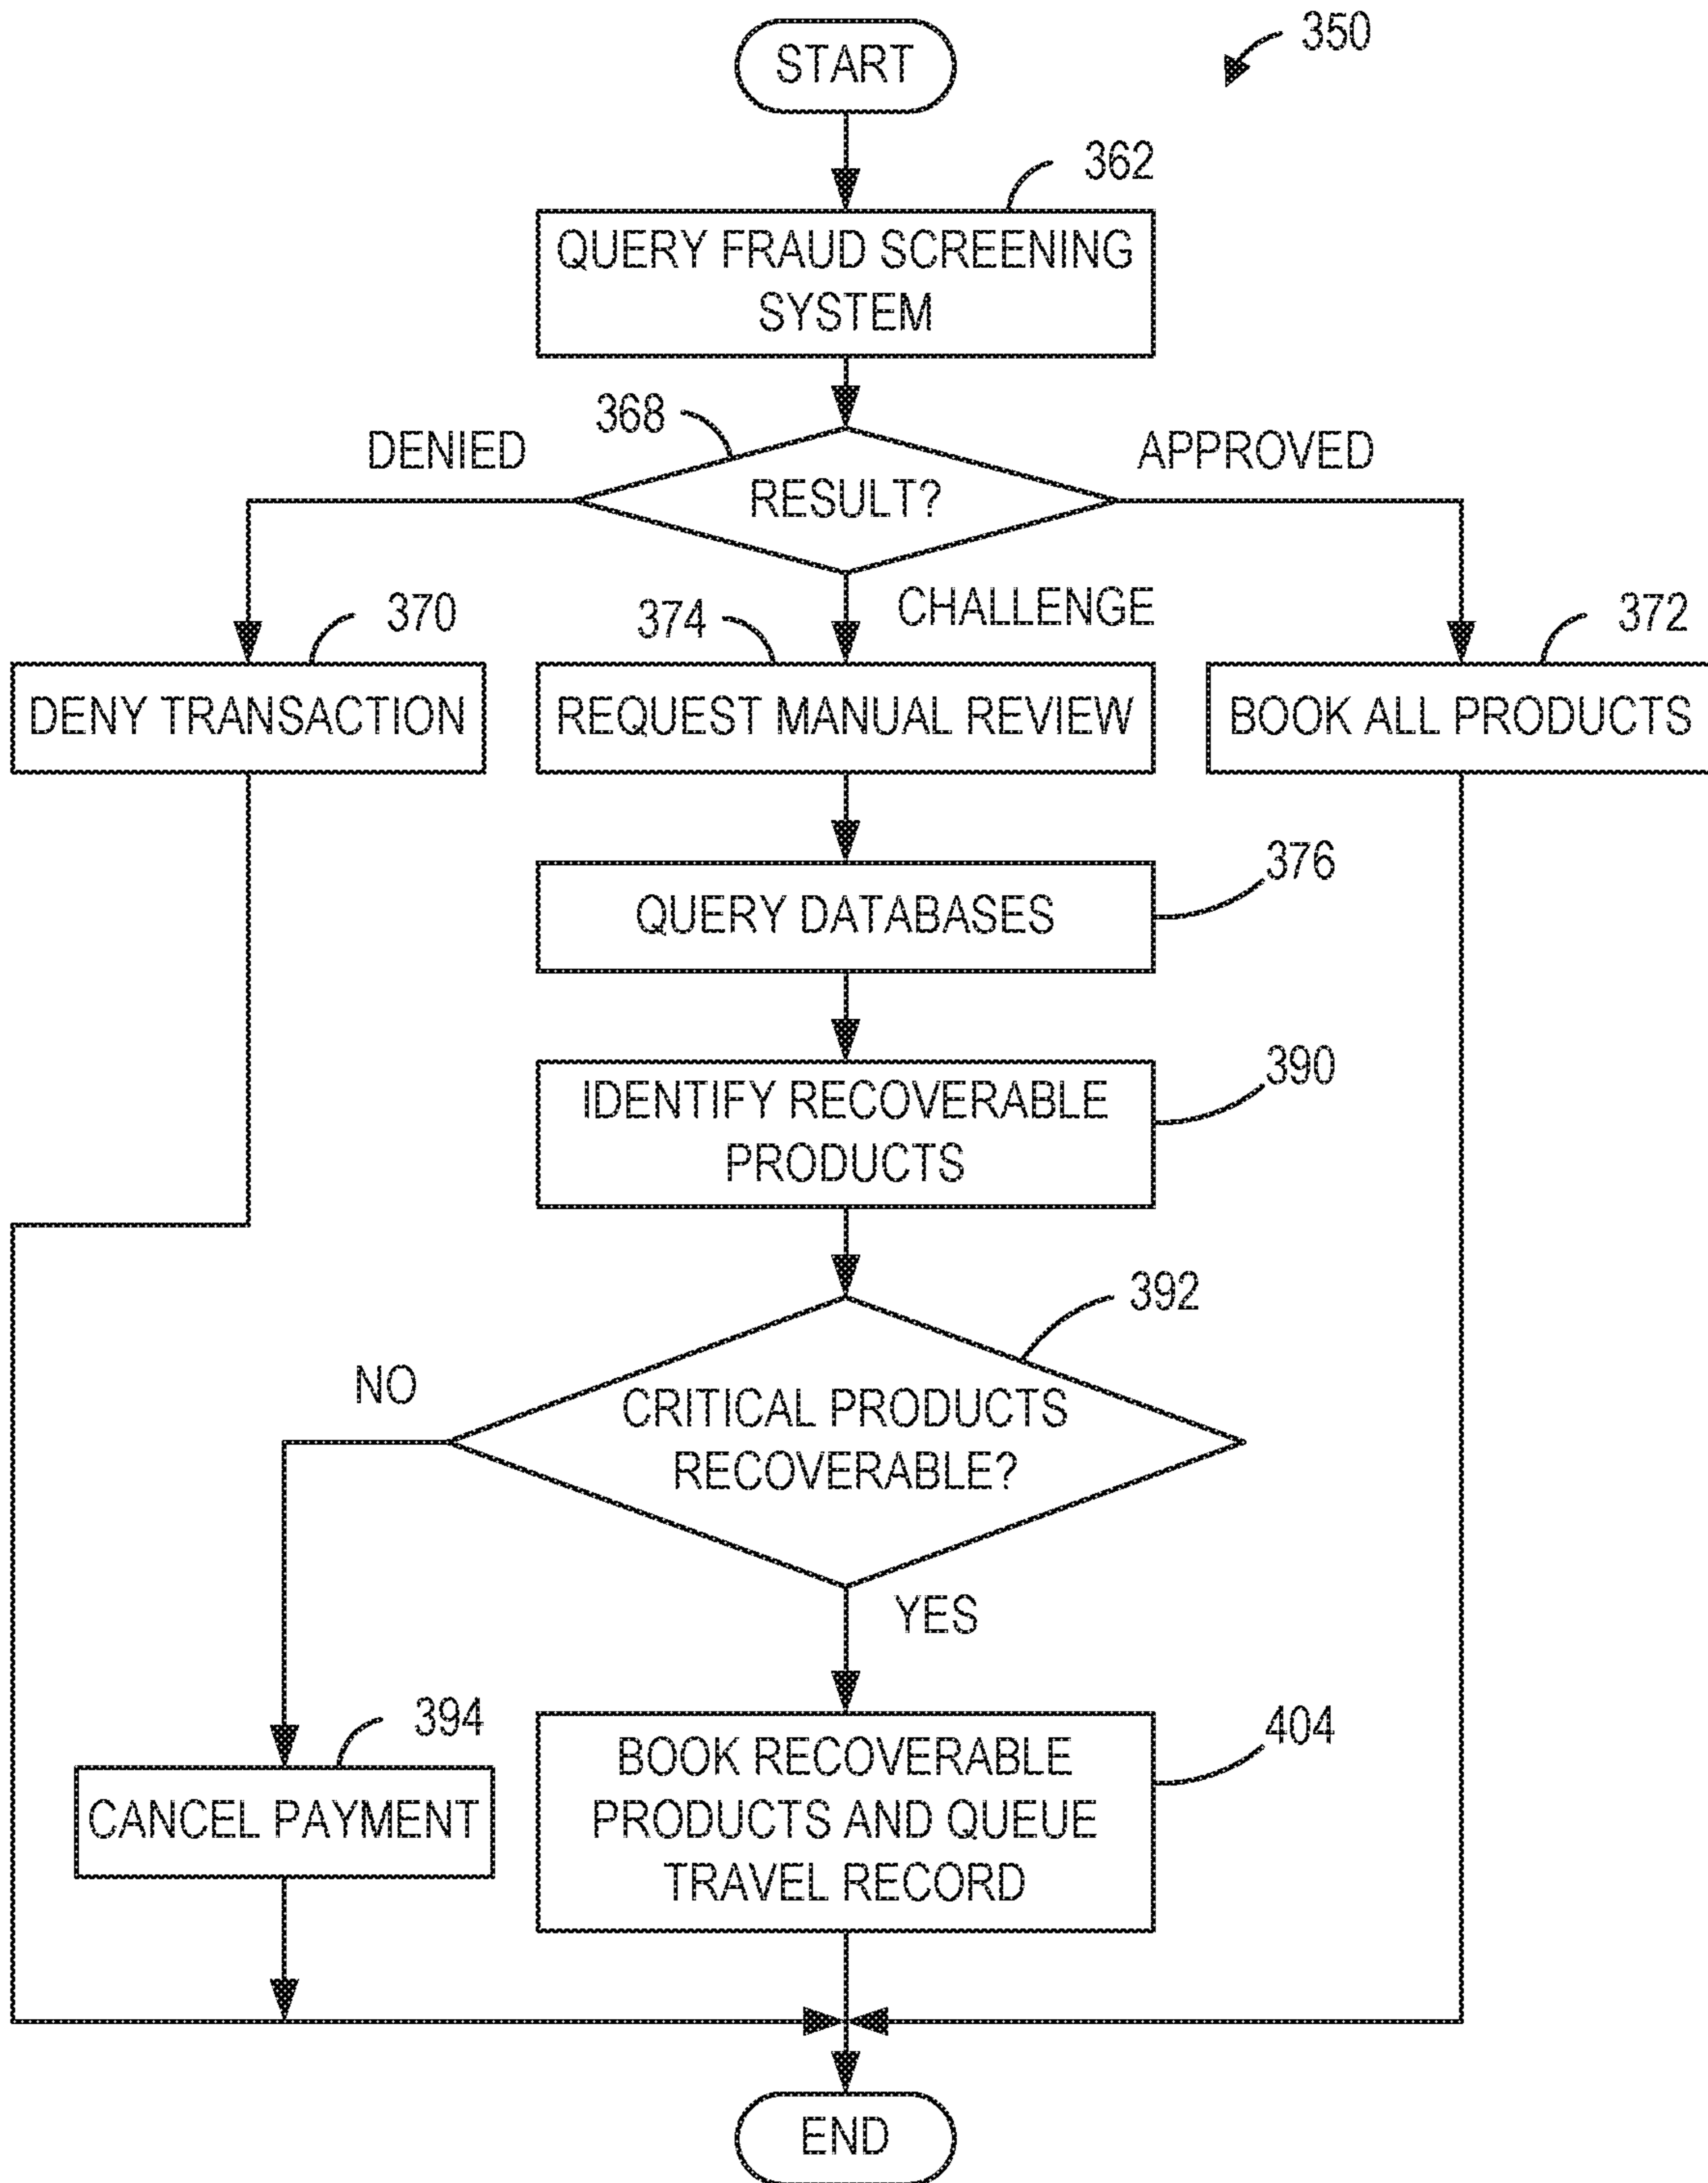 START
350
362
QUERY FRAUD SCREENING
SYSTEM
368
DENIED
APPROVED
RESULT?
CHALLENGE
370
374
372
DENY TRANSACTION
REQUEST MANUAL REVIEW
BOOK ALL PRODUCTS
376
QUERY DATABASES
390
IDENTIFY RECOVERABLE
PRODUCTS
392
NO
CRITICAL PRODUCTS
RECOVERABLE?
YES
394
404
CANCEL PAYMENT
BOOK RECOVERABLE
PRODUCTS AND QUEUE
TRAVEL RECORD
END